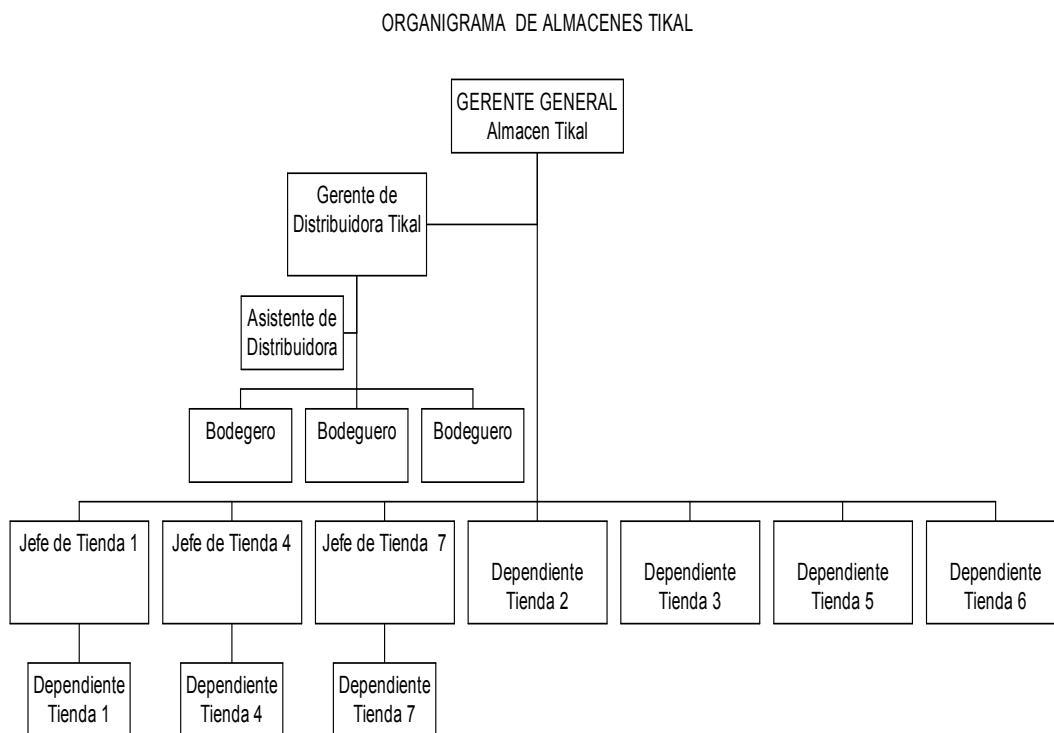 ORGANIGRAMA DE ALMACENES TIKAL
GERENTE GENERAL
Almacen Tikal
Gerente de
Distribuidora Tikal
Asistente de
Distribuidora
Bodegero
Bodeguero
Bodeguero
Jefe de Tienda 1
Jefe de Tienda 4
Jefe de Tienda 7
Dependiente
Tienda 2
Dependiente
Tienda 3
Dependiente
Tienda 5
Dependiente
Tienda 6
Dependiente
Tienda 1
Dependiente
Tienda 4
Dependiente
Tienda 7